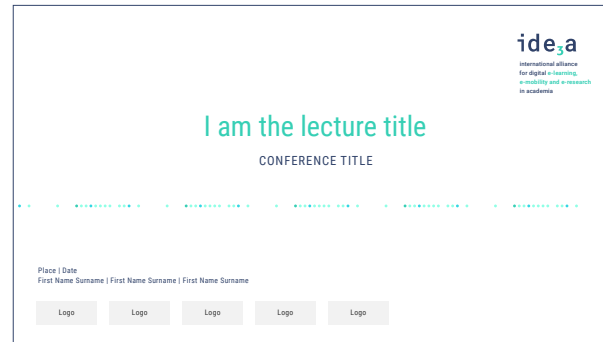 ide3a
international alliance
for digital e-learning,
e-mobility and e-research
in academia
I am the lecture title
CONFERENCE TITLE
Place | Date
First Name Surname | First Name Surname | First Name Surname
Logo Logo Logo Logo Logo